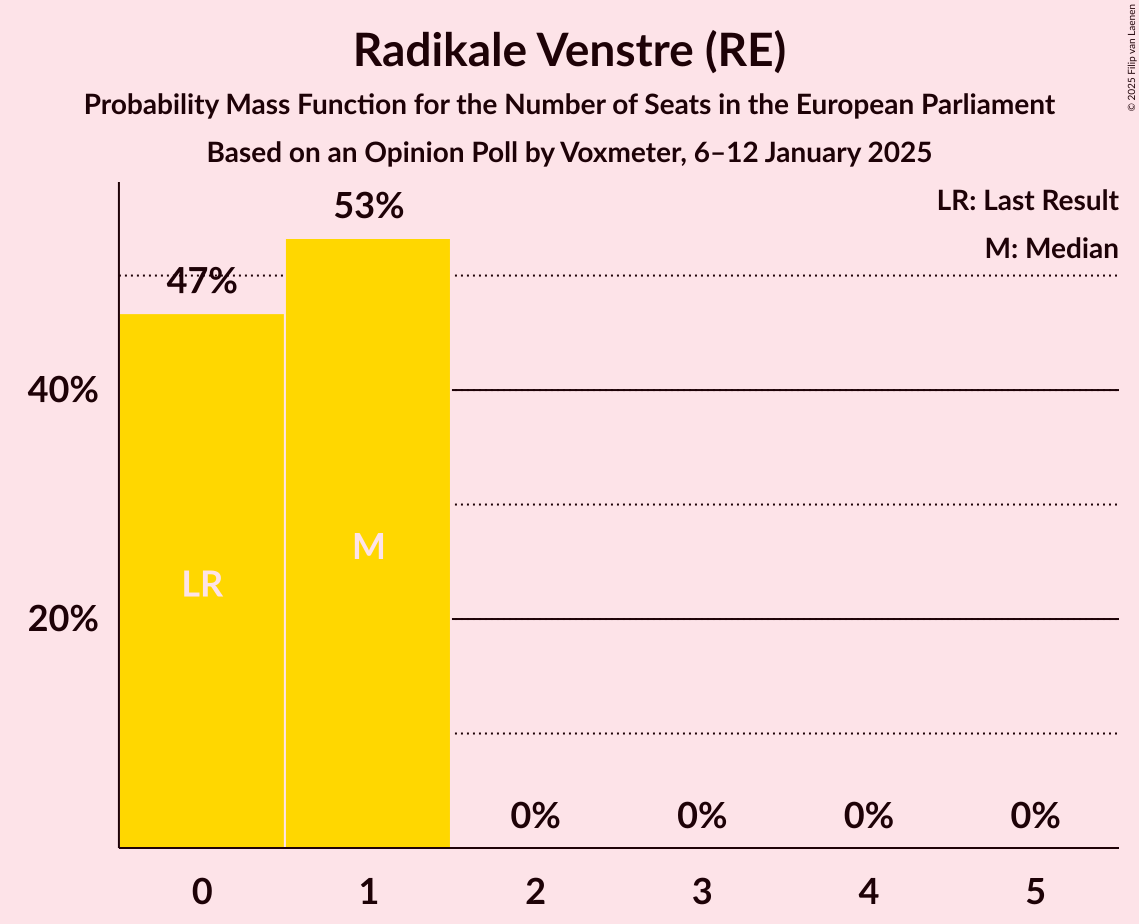 Radikale Venstre (RE)
Probability Mass Function for the Number of Seats in the European Parliament
Based on an Opinion Poll by Voxmeter, 6–12 January 2025
© 2025 Filip van Laenen
LR: Last Result
M: Median
53%
47%
40%
20%
M
LR
0%
0%
0%
0%
0
1
2
3
4
5